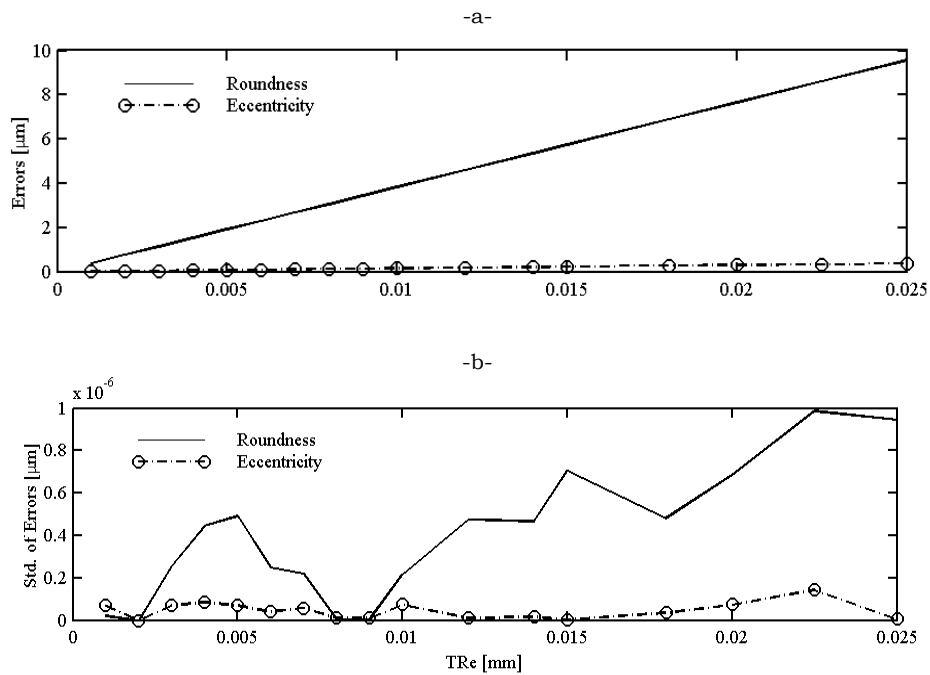 -a-
10
8
6
4
2
0
Errors [μm]
Roundness
Eccentricity
0 0.005 0.01 0.015 0.02 0.025
-b-
x 10^-6
1
0.8
0.6
0.4
0.2
0
Std. of Errors [μm]
Roundness
Eccentricity
0 0.005 0.01 0.015 0.02 0.025
TRe [mm]